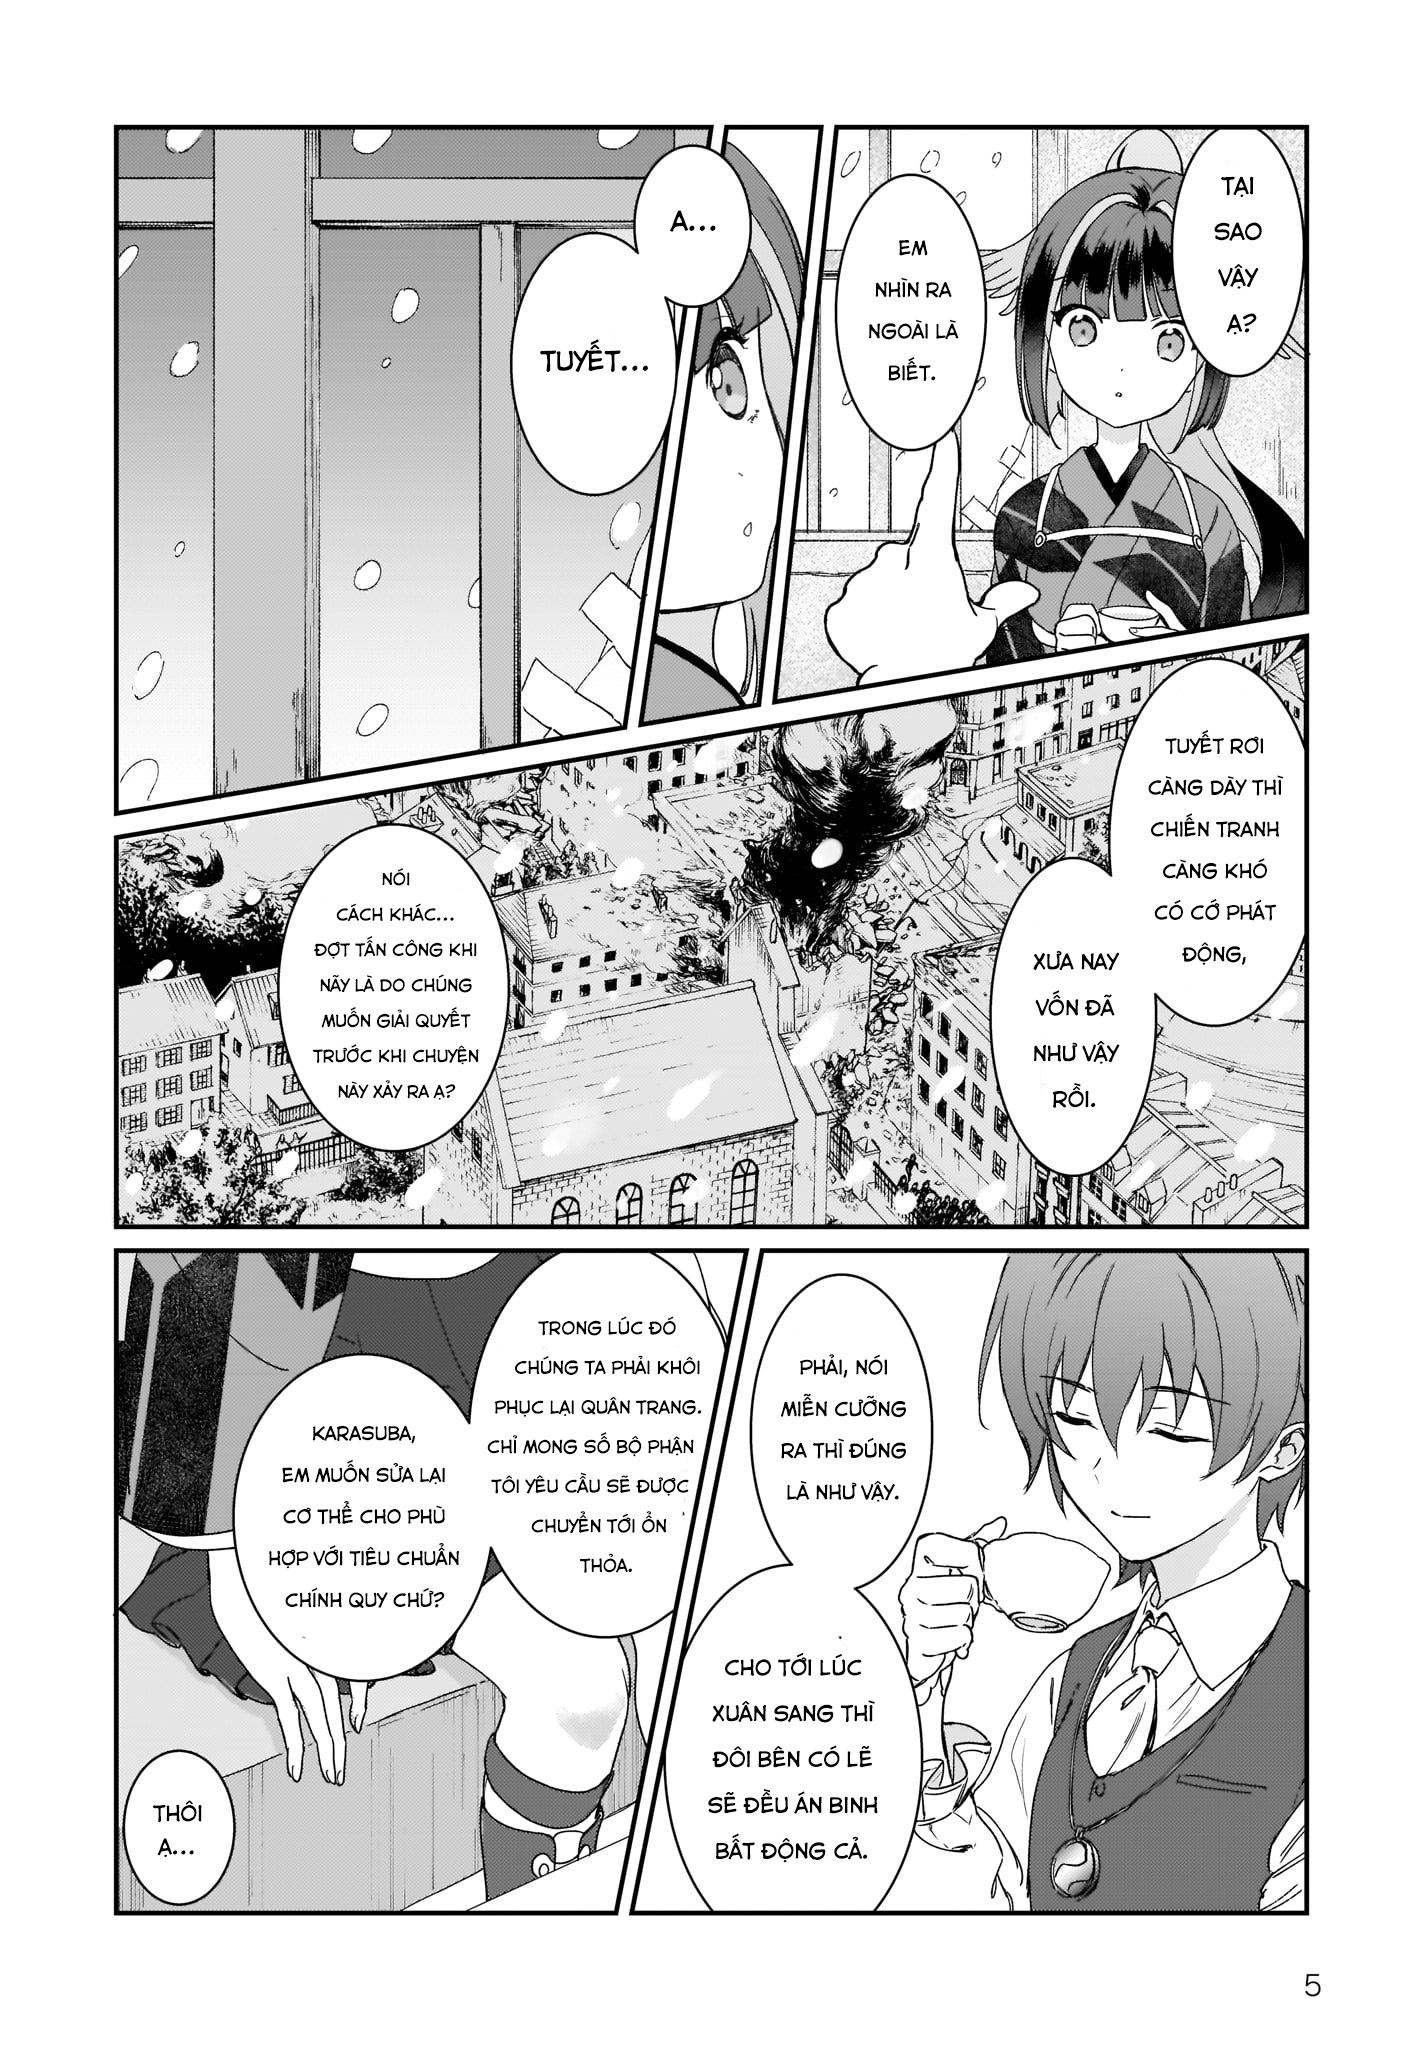 TẠI
SAO
VẬY
Ạ?
EM
NHÌN RA
NGOÀI LÀ
BIẾT.
A...
TUYẾT...
TUYẾT RƠI
CÀNG DÀY THÌ
CHIẾN TRANH
CÀNG KHÓ
CÓ CỚ PHÁT
ĐỘNG,
XƯA NAY
VỐN ĐÃ
NHƯ VẬY
RỒI.
NÓI
CÁCH KHÁC...
ĐỢT TẤN CÔNG KHI
NÃY LÀ DO CHÚNG
MUỐN GIẢI QUYẾT
TRƯỚC KHI CHUYỆN
NÀY XẢY RA Ạ?
PHẢI, NÓI
MIỄN CƯỠNG
RA THÌ ĐÚNG
LÀ NHƯ VẬY.
CHO TỚI LÚC
XUÂN SANG THÌ
ĐÔI BÊN CÓ LẼ
SẼ ĐỀU ÁN BINH
BẤT ĐỘNG CẢ.
TRONG LÚC ĐÓ
CHÚNG TA PHẢI KHÔI
PHỤC LẠI QUÂN TRANG.
CHỈ MONG SỐ BỘ PHẬN
TÔI YÊU CẦU SẼ ĐƯỢC
CHUYỂN TỚI ỔN
THỎA.
KARASUBA,
EM MUỐN SỬA LẠI
CƠ THỂ CHO PHÙ
HỢP VỚI TIÊU CHUẨN
CHÍNH QUY CHỨ?
THÔI
Ạ...
5